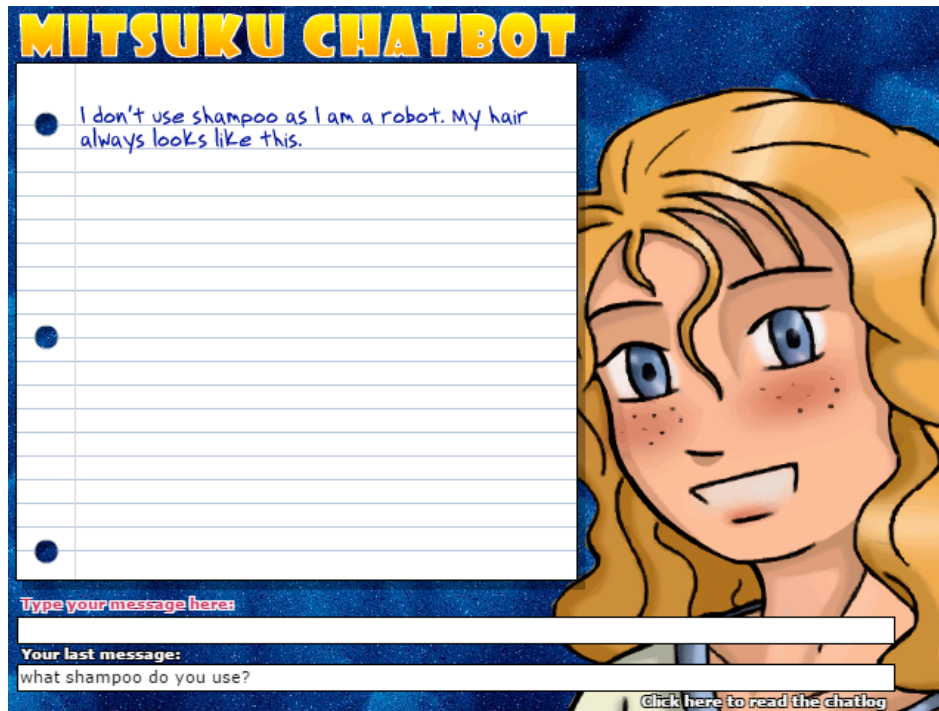 MITSUKU CHATBOT
I don't use shampoo as I am a robot. My hair
always looks like this.
Type your message here:
Your last message:
what shampoo do you use?
Click here to read the chatlog